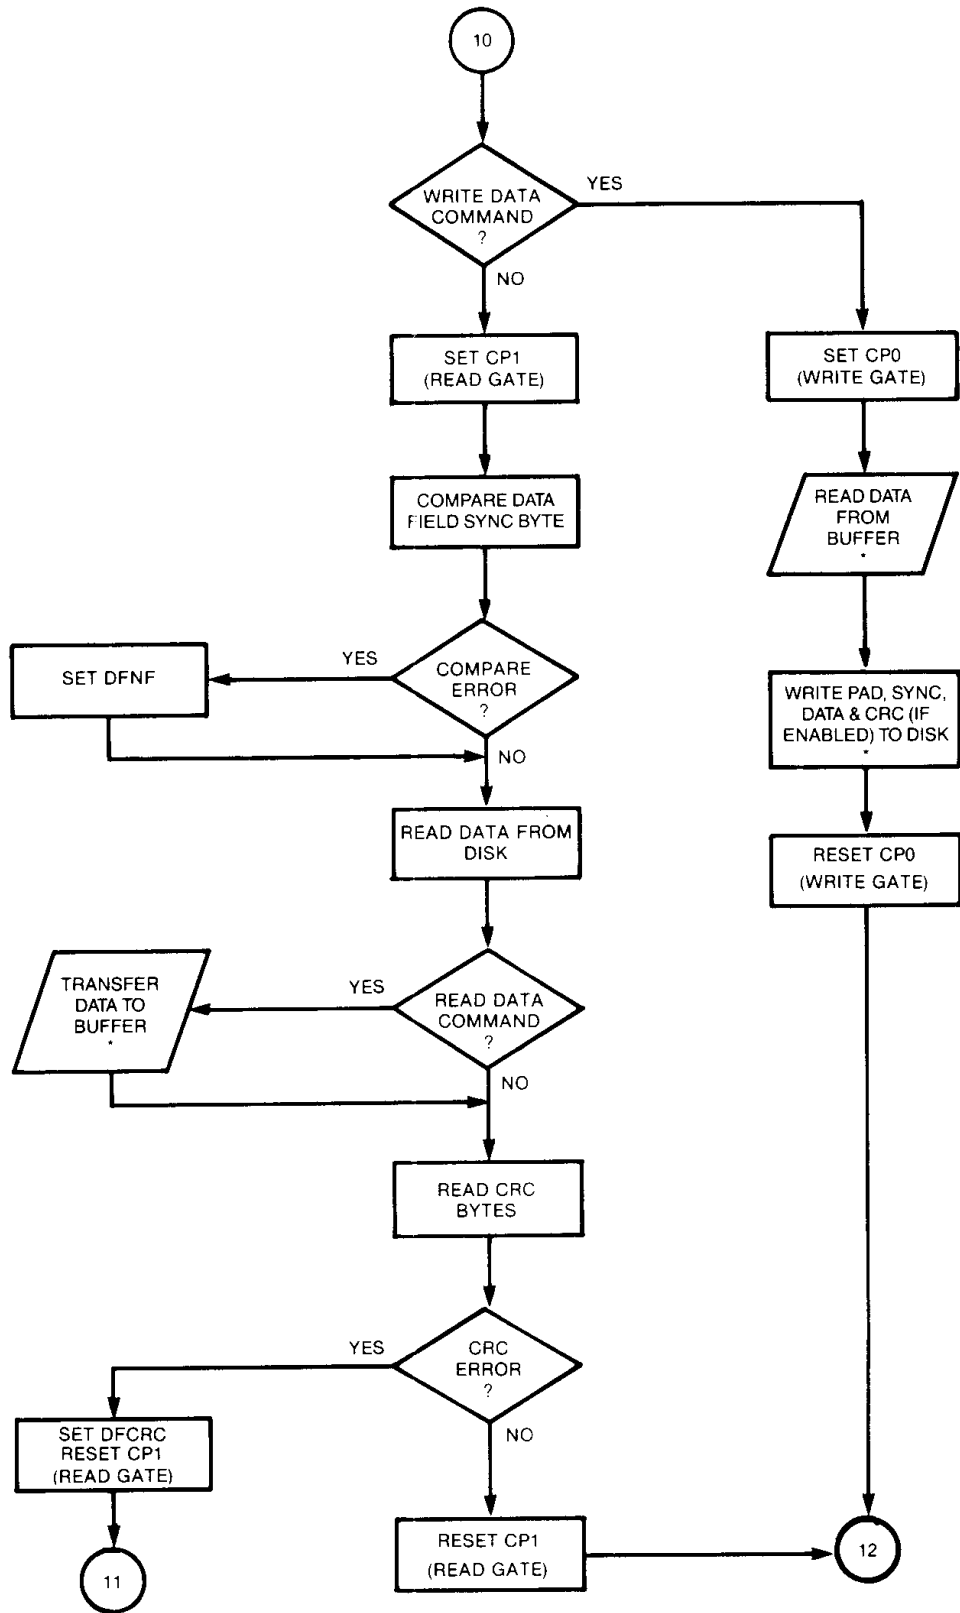 10
WRITE DATA
COMMAND
?
YES
NO
SET CP1
(READ GATE)
SET CP0
(WRITE GATE)
COMPARE DATA
FIELD SYNC BYTE
READ DATA
FROM
BUFFER
*
COMPARE
ERROR
?
YES
NO
SET DFNF
WRITE PAD, SYNC,
DATA & CRC (IF
ENABLED) TO DISK
*
READ DATA FROM
DISK
RESET CP0
(WRITE GATE)
READ DATA
COMMAND
?
YES
NO
TRANSFER
DATA TO
BUFFER
*
READ CRC
BYTES
CRC
ERROR
?
YES
NO
SET DFCRC
RESET CP1
(READ GATE)
RESET CP1
(READ GATE)
11
12